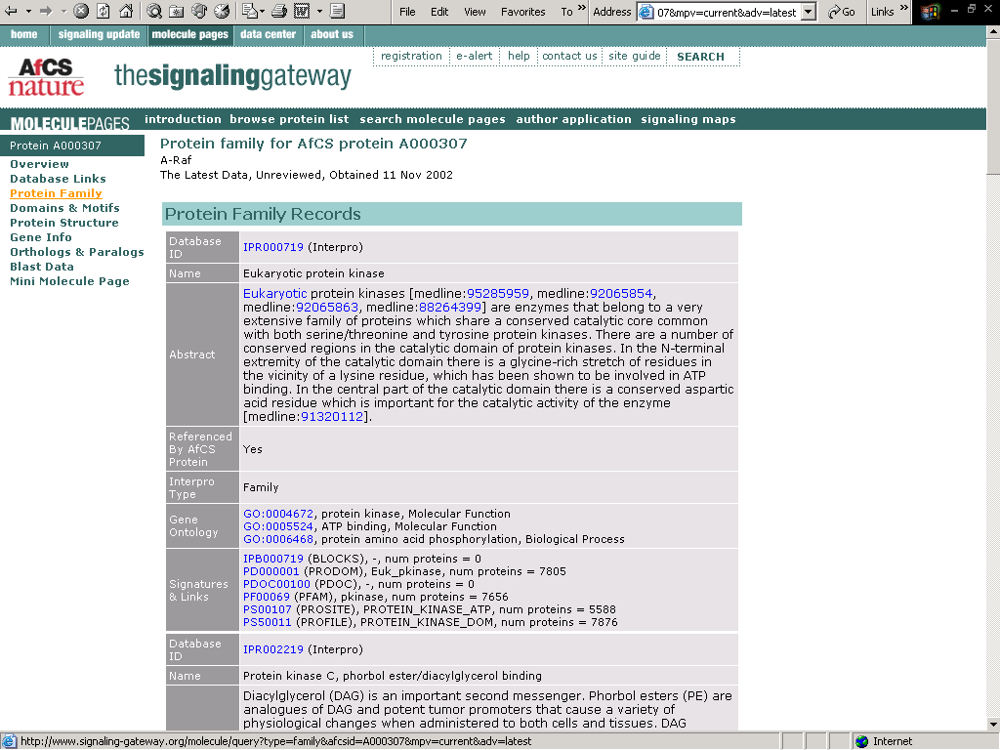 File Edit View Favorites To » Address 07&mpv=current&adv=latest Go Links »
home signaling update molecule pages data center about us
registration e-alert help contact us site guide SEARCH
AfCS
nature
thesignalinggateway
MOLECULEPAGES introduction browse protein list search molecule pages author application signaling maps
Protein A000307
Overview
Database Links
Protein Family
Domains & Motifs
Protein Structure
Gene Info
Orthologs & Paralogs
Blast Data
Mini Molecule Page
Protein family for AfCS protein A000307
A-Raf
The Latest Data, Unreviewed, Obtained 11 Nov 2002
Protein Family Records
Database
ID
IPR000719 (Interpro)
Name
Eukaryotic protein kinase
Abstract
Eukaryotic protein kinases [medline:95285959, medline:92065854,
medline:92065863, medline:88264399] are enzymes that belong to a very
extensive family of proteins which share a conserved catalytic core common
with both serine/threonine and tyrosine protein kinases. There are a number of
conserved regions in the catalytic domain of protein kinases. In the N-terminal
extremity of the catalytic domain there is a glycine-rich stretch of residues in
the vicinity of a lysine residue, which has been shown to be involved in ATP
binding. In the central part of the catalytic domain there is a conserved aspartic
acid residue which is important for the catalytic activity of the enzyme
[medline:91320112].
Referenced
By AfCS
Protein
Yes
Interpro
Type
Family
Gene
Ontology
GO:0004672, protein kinase, Molecular Function
GO:0005524, ATP binding, Molecular Function
GO:0006468, protein amino acid phosphorylation, Biological Process
Signatures
& Links
IPB000719 (BLOCKS), -, num proteins = 0
PD000001 (PRODOM), Euk_pkinase, num proteins = 7805
PDOC00100 (PDOC), -, num proteins = 0
PF00069 (PFAM), pkinase, num proteins = 7656
PS00107 (PROSITE), PROTEIN_KINASE_ATP, num proteins = 5588
PS50011 (PROFILE), PROTEIN_KINASE_DOM, num proteins = 7876
Database
ID
IPR002219 (Interpro)
Name
Protein kinase C, phorbol ester/diacylglycerol binding
Diacylglycerol (DAG) is an important second messenger. Phorbol esters (PE) are
analogues of DAG and potent tumor promoters that cause a variety of
physiological changes when administered to both cells and tissues. DAG
http://www.signaling-gateway.org/molecule/query?type=family&afcsid=A000307&mpv=current&adv=latest
Internet